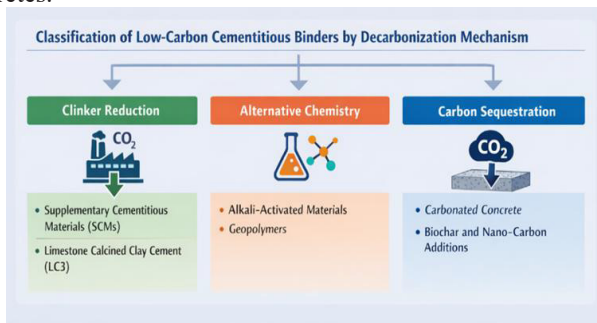 Classification of Low-Carbon Cementitious Binders by Decarbonization Mechanism
Clinker Reduction
CO2
• Supplementary Cementitious
Materials (SCMs)
• Limestone Calcined Clay Cement
(LC3)
Alternative Chemistry
• Alkali-Activated Materials
• Geopolymers
Carbon Sequestration
CO2
• Carbonated Concrete
• Biochar and Nano-Carbon
Additions